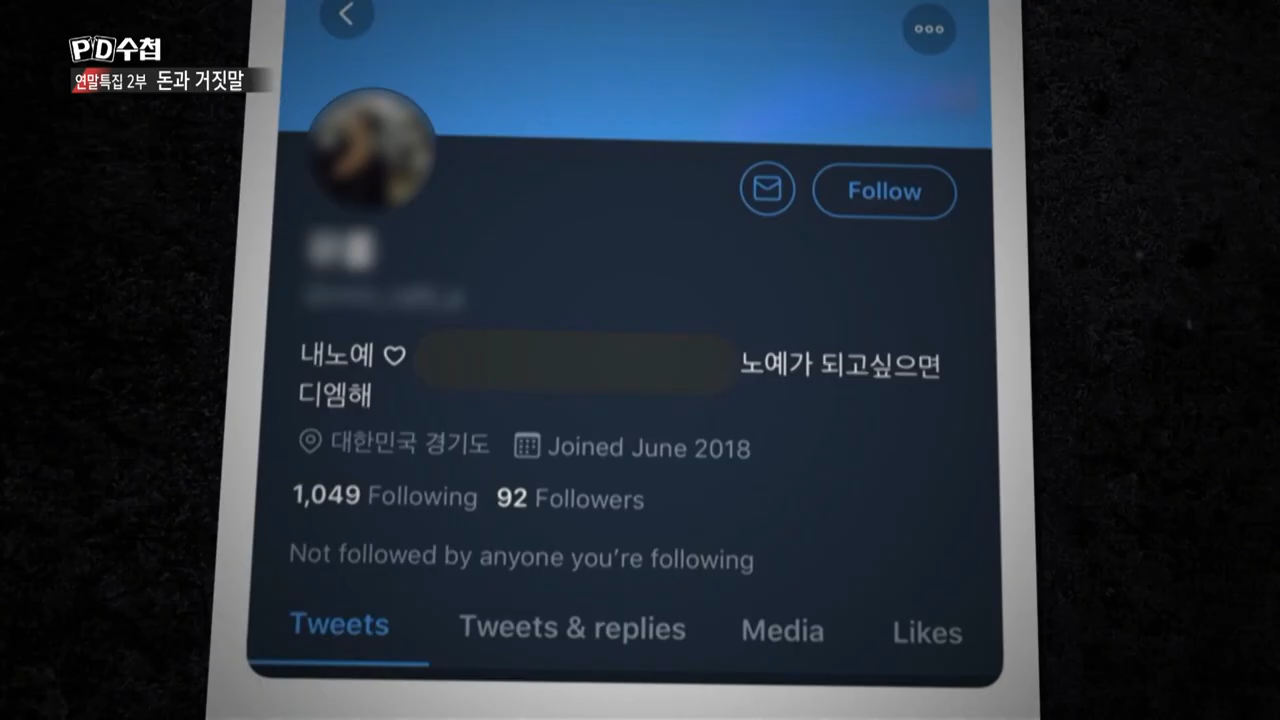 PD수첩
연말특집 2부 돈과 거짓말
Follow
내노예 ♡ 노예가 되고싶으면
디엠해
대한민국 경기도 Joined June 2018
1,049 Following 92 Followers
Not followed by anyone you're following
Tweets Tweets & replies Media Likes